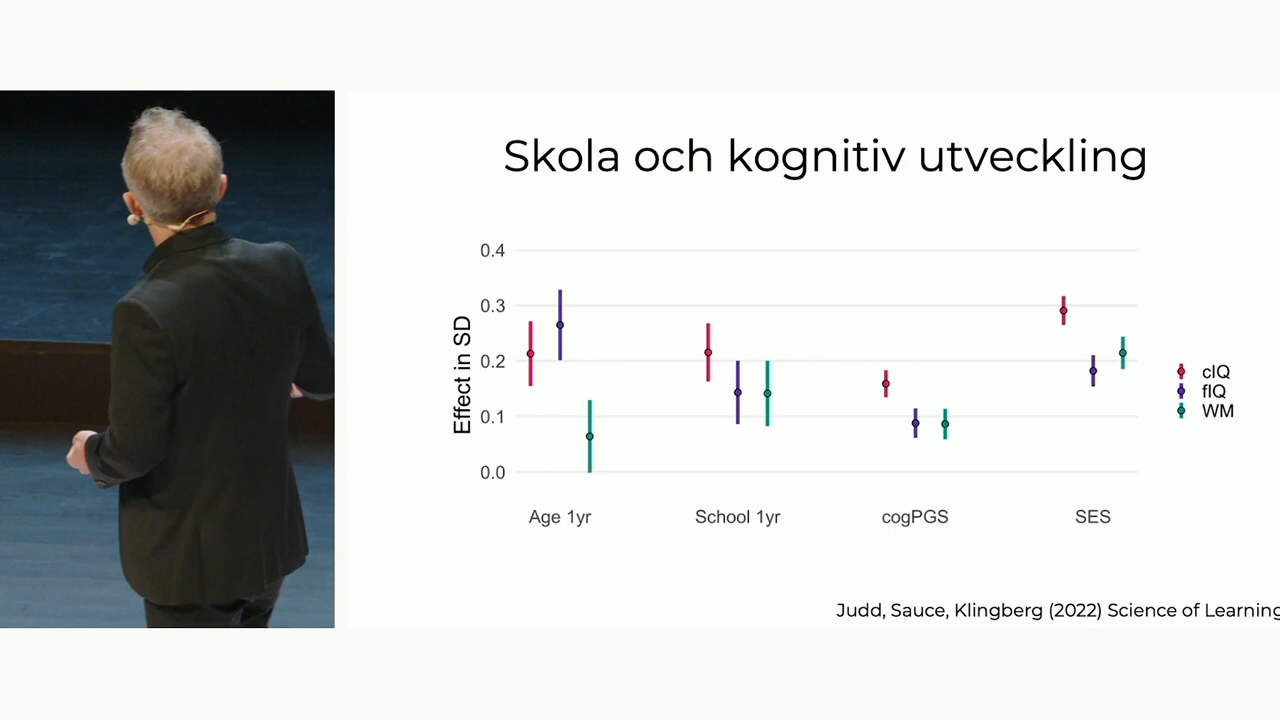 Skola och kognitiv utveckling
0.4
0.3
0.2
0.1
0.0
Effect in SD
Age 1yr
School 1yr
cogPGS
SES
cIQ
fIQ
WM
Judd, Sauce, Klingberg (2022) Science of Learning